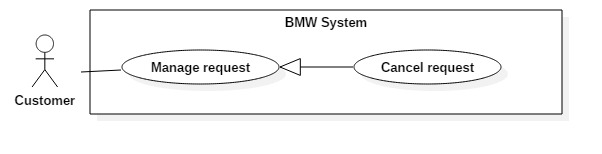 BMW System
Manage request
Cancel request
Customer